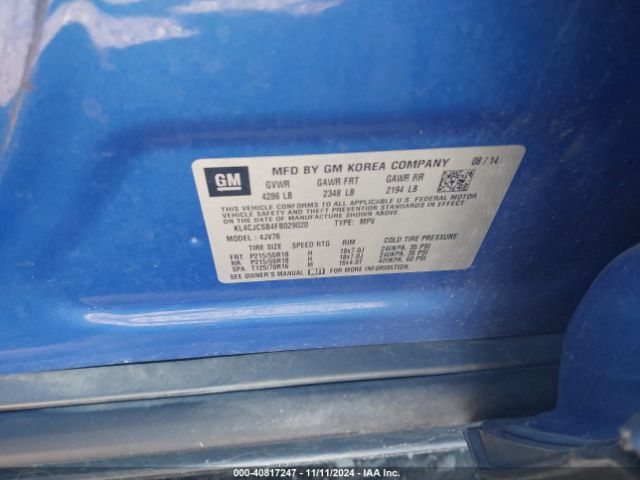 GM
MFD BY GM KOREA COMPANY 08/14
GVWR GAWR FRT GAWR RR
4286 LB 2348 LB 2194 LB
THIS VEHICLE CONFORMS TO ALL APPLICABLE U.S. FEDERAL MOTOR
VEHICLE SAFETY, BUMPER, AND THEFT PREVENTION STANDARDS IN EFFECT ON
THE DATE OF MANUFACTURE SHOWN ABOVE.
KL4CJCSB4FB029020 TYPE: MPV
MODEL: 4JV76
TIRE SIZE SPEED RTG RIM COLD TIRE PRESSURE
FRT P215/55R18 H 18x7.0J 240KPA, 35 PSI
RR P215/55R18 H 18x7.0J 240KPA, 35 PSI
SPA T125/70R16 M 16x4.0T 420KPA, 60 PSI
SEE OWNER'S MANUAL
000-40817247 - 11/11/2024 - IAA Inc.